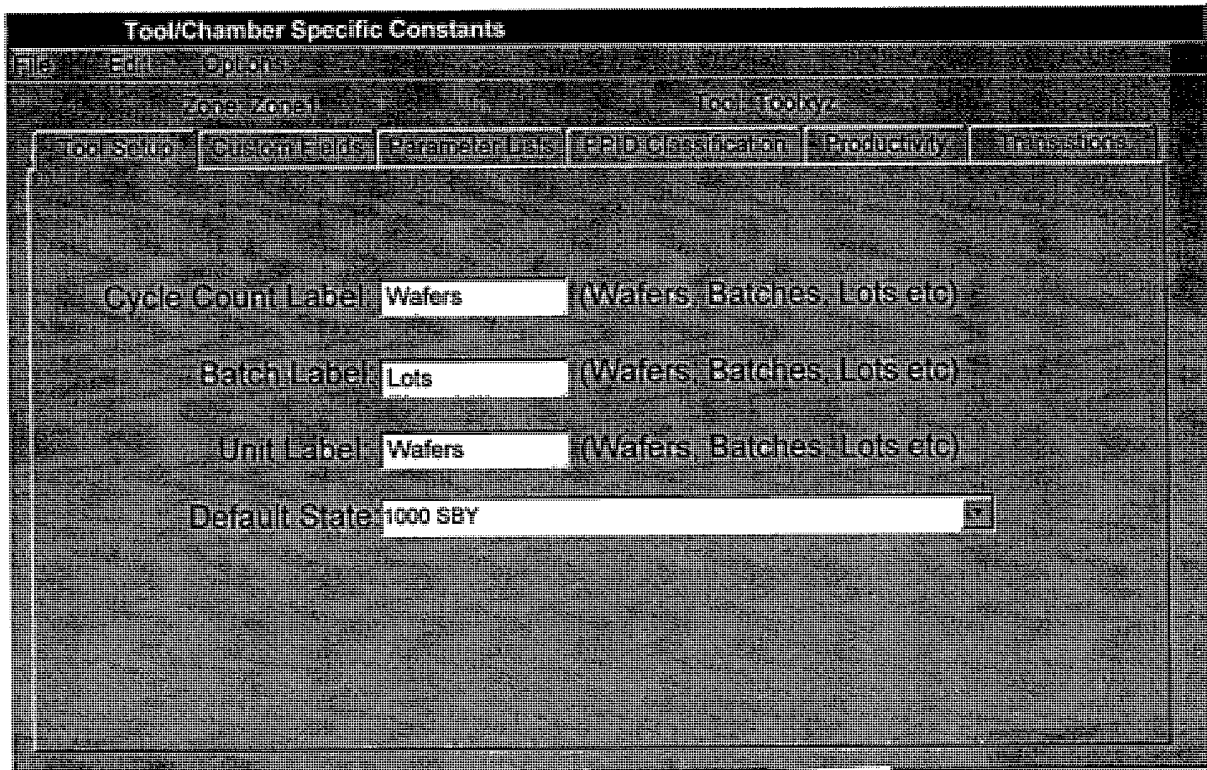 Tool/Chamber Specific Constants
File Edit Option
Zone: Zone1 Tool: Toolxyz
Tool Setup Custom Fields Parameter Lists PPID Classification Productivity Transistions
Cycle Count Label: Wafers (Wafers, Batches, Lots etc)
Batch Label: Lots (Wafers, Batches, Lots etc)
Unit Label: Wafers (Wafers, Batches, Lots etc)
Default State: 1000 SBY